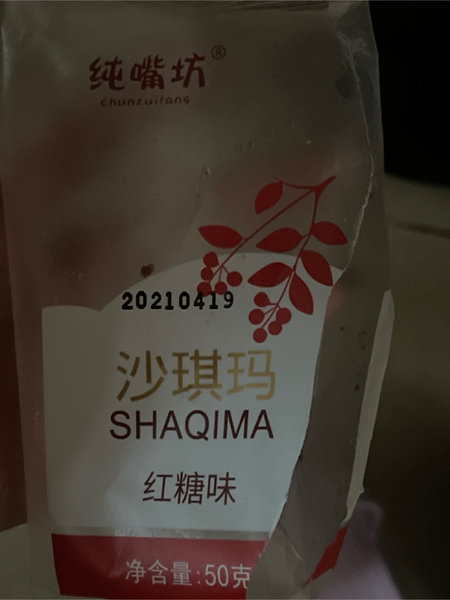 纯嘴坊®
chunzuifang
20210419
沙琪玛
SHAQIMA
红糖味
净含量:50克